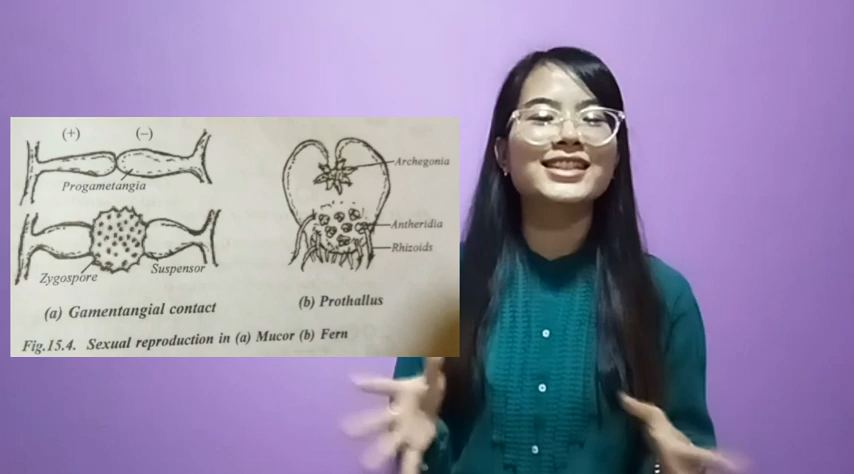 (+) (–)
Progametangia
Zygospore Suspensor
(a) Gamentangial contact
Archegonia
Antheridia
Rhizoids
(b) Prothallus
Fig.15.4. Sexual reproduction in (a) Mucor (b) Fern